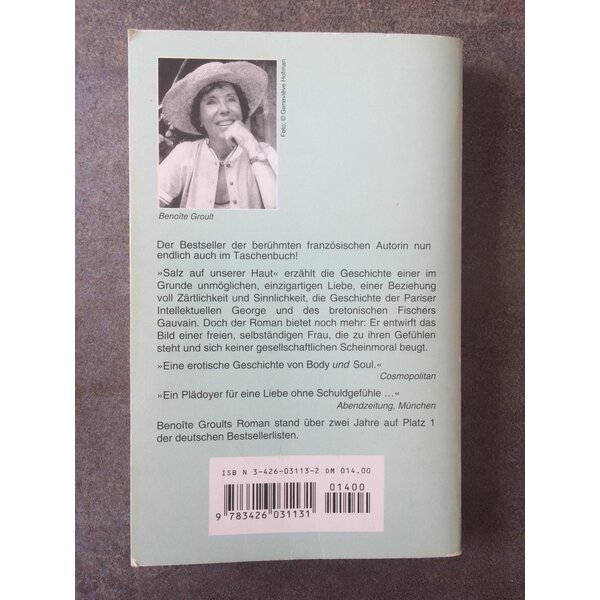 Foto: © Geneviève Hofman
Benoîte Groult
Der Bestseller der berühmten französischen Autorin nun
endlich auch im Taschenbuch!
»Salz auf unserer Haut« erzählt die Geschichte einer im
Grunde unmöglichen, einzigartigen Liebe, einer Beziehung
voll Zärtlichkeit und Sinnlichkeit, die Geschichte der Pariser
Intellektuellen George und des bretonischen Fischers
Gauvain. Doch der Roman bietet noch mehr: Er entwirft das
Bild einer freien, selbständigen Frau, die zu ihren Gefühlen
steht und sich keiner gesellschaftlichen Scheinmoral beugt.
»Eine erotische Geschichte von Body und Soul.«
Cosmopolitan
»Ein Plädoyer für eine Liebe ohne Schuldgefühle ...«
Abendzeitung, München
Benoîte Groults Roman stand über zwei Jahre auf Platz 1
der deutschen Bestsellerlisten.
ISBN 3-426-03113-2 DM 014.00
01400
9 783426 031131